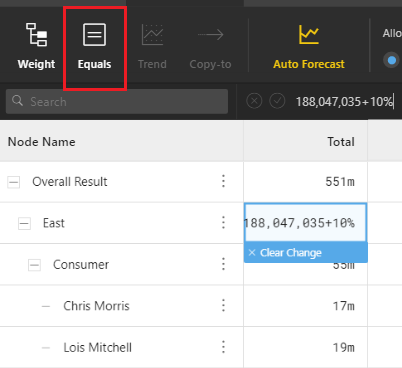 Weight Equals Trend Copy-to Auto Forecast Allo
Search 188,047,035+10%
Node Name Total
Overall Result 551m
East 188,047,035+10%
Clear Change
Consumer 55m
Chris Morris 17m
Lois Mitchell 19m